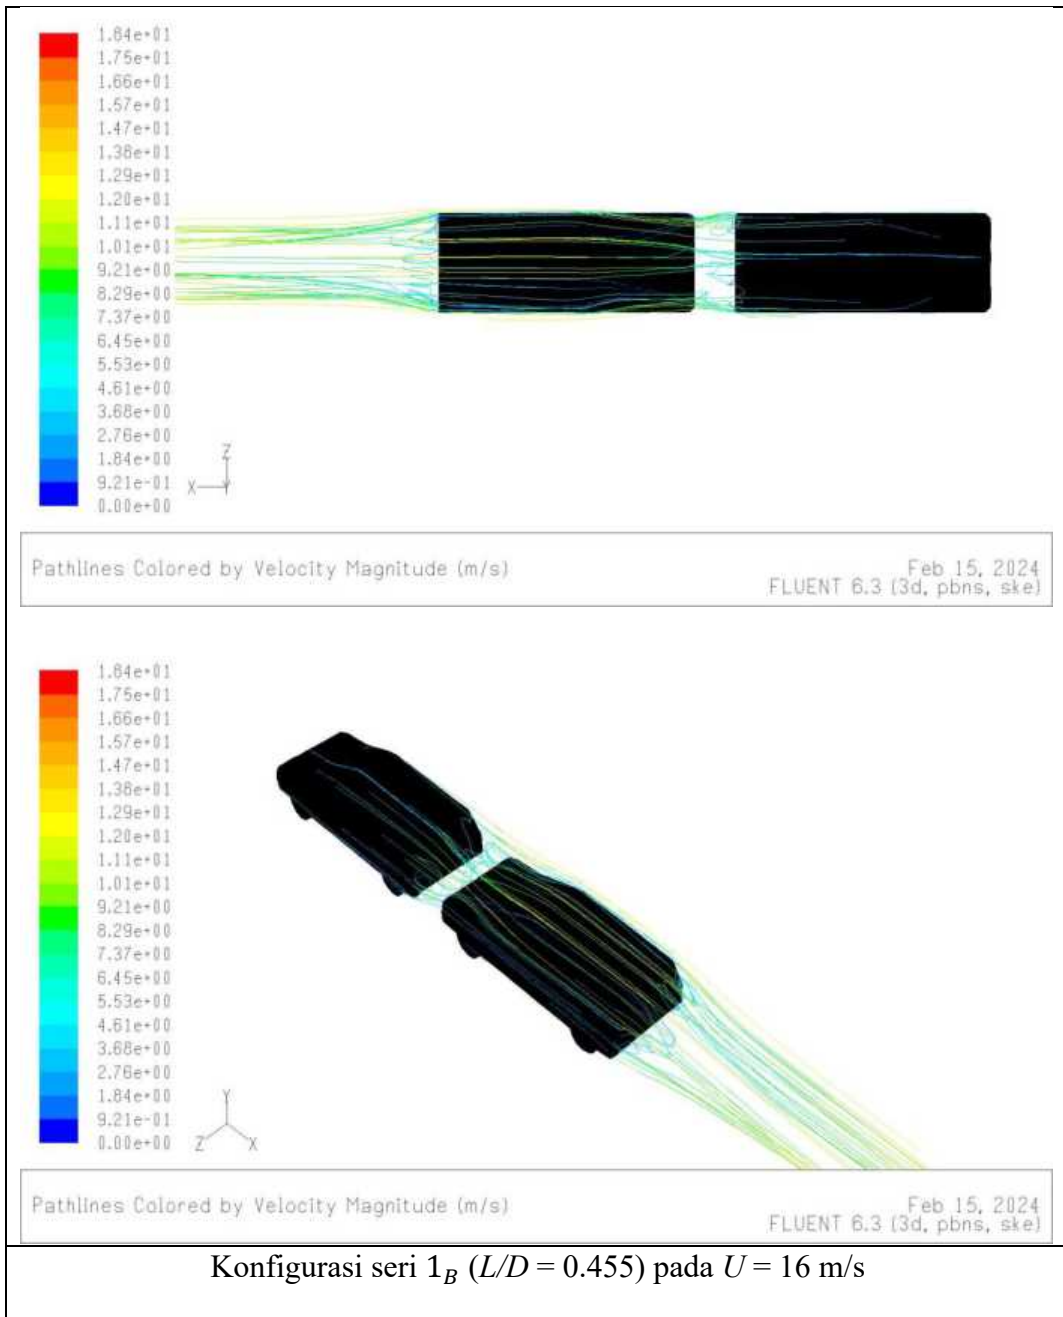 1.84e+01
1.75e+01
1.66e+01
1.57e+01
1.47e+01
1.38e+01
1.29e+01
1.20e+01
1.11e+01
1.01e+01
9.21e+00
8.29e+00
7.37e+00
6.45e+00
5.53e+00
4.61e+00
3.68e+00
2.76e+00
1.84e+00
9.21e-01
0.00e+00
Z
X
Y
Pathlines Colored by Velocity Magnitude (m/s)
Feb 15, 2024
FLUENT 6.3 (3d, pbns, ske)
1.84e+01
1.75e+01
1.66e+01
1.57e+01
1.47e+01
1.38e+01
1.29e+01
1.20e+01
1.11e+01
1.01e+01
9.21e+00
8.29e+00
7.37e+00
6.45e+00
5.53e+00
4.61e+00
3.68e+00
2.76e+00
1.84e+00
9.21e-01
0.00e+00
Y
Z
X
Pathlines Colored by Velocity Magnitude (m/s)
Feb 15, 2024
FLUENT 6.3 (3d, pbns, ske)
Konfigurasi seri 1_B (L/D = 0.455) pada U = 16 m/s